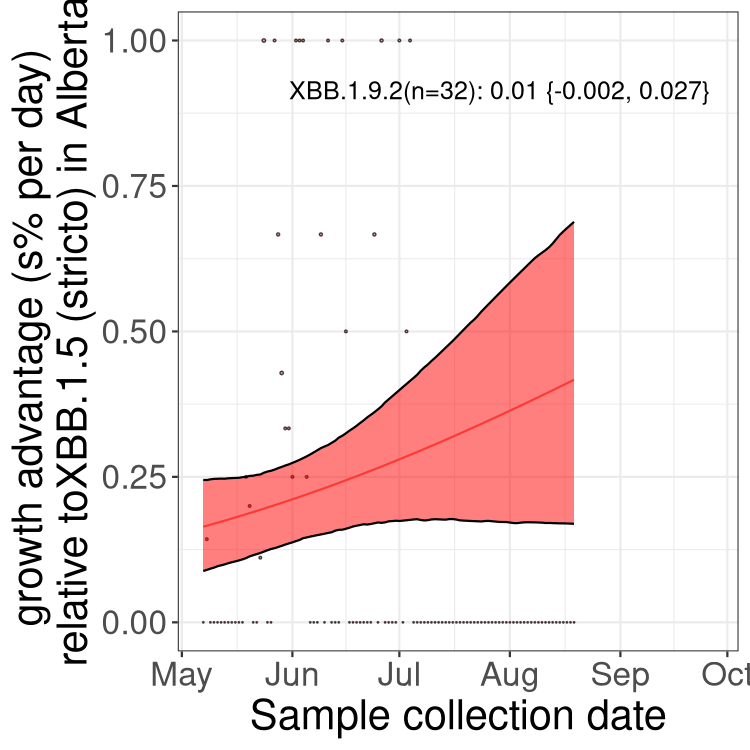 growth advantage (s% per day)
relative toXBB.1.5 (stricto) in Alberta
1.00
XBB.1.9.2(n=32): 0.01 {-0.002, 0.027}
0.75
0.50
0.25
0.00
May Jun Jul Aug Sep Oct
Sample collection date